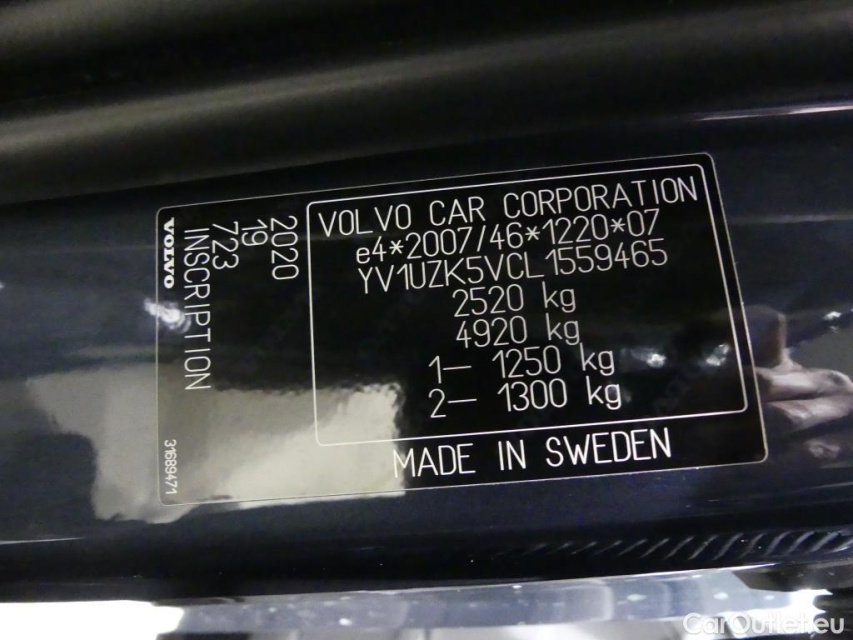 VOLVO CAR CORPORATION
e4*2007/46*1220*07
YV1UZK5VCL1559465
2520 kg
4920 kg
1— 1250 kg
2— 1300 kg
MADE IN SWEDEN
2020
19
723
INSCRIPTION
VOLVO
31689471
CarOutlet.eu